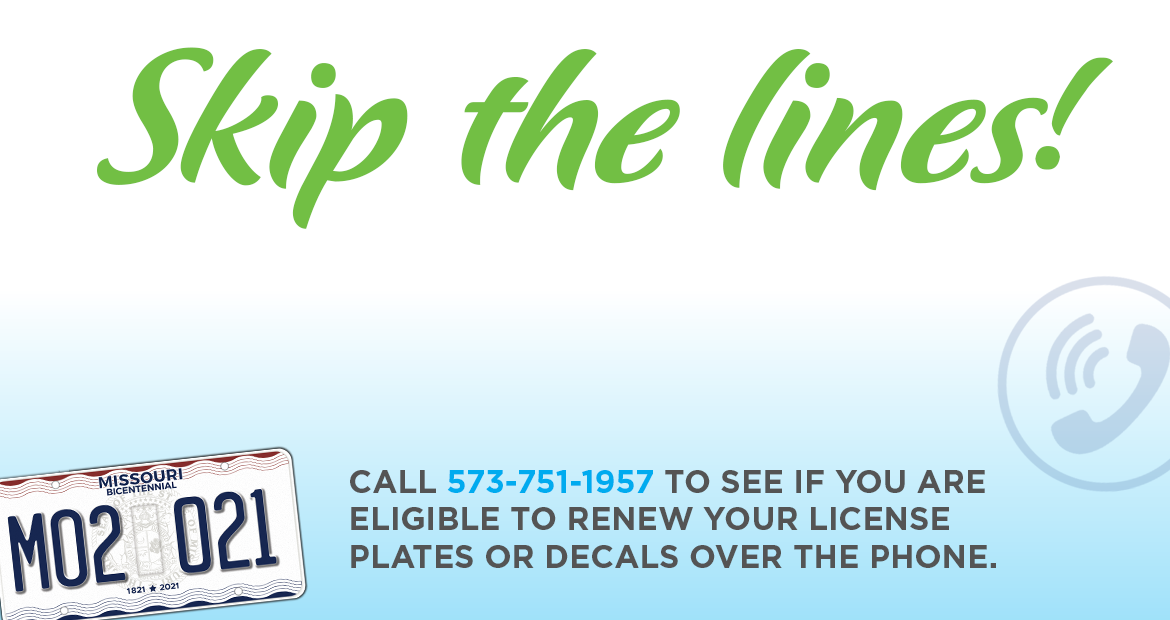 Skip the lines!
CALL 573-751-1957 TO SEE IF YOU ARE
ELIGIBLE TO RENEW YOUR LICENSE
PLATES OR DECALS OVER THE PHONE.
MISSOURI
BICENTENNIAL
MO2 021
1821 ★ 2021